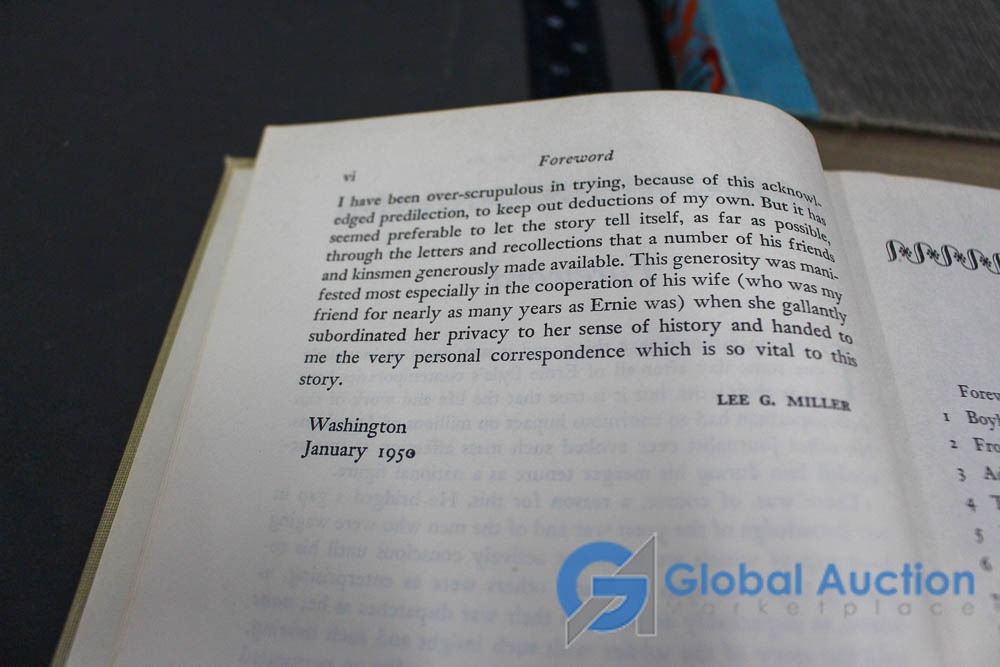 vi Foreword
I have been over-scrupulous in trying, because of this acknowl-
edged predilection, to keep out deductions of my own. But it has
seemed preferable to let the story tell itself, as far as possible,
through the letters and recollections that a number of his friends
and kinsmen generously made available. This generosity was mani-
fested most especially in the cooperation of his wife (who was my
friend for nearly as many years as Ernie was) when she gallantly
subordinated her privacy to her sense of history and handed to
me the very personal correspondence which is so vital to this
story.
LEE G. MILLER
Washington
January 1950
Forew
1 Boyh
2 Fro
3
4
5
6
Global Auction
Marketplace